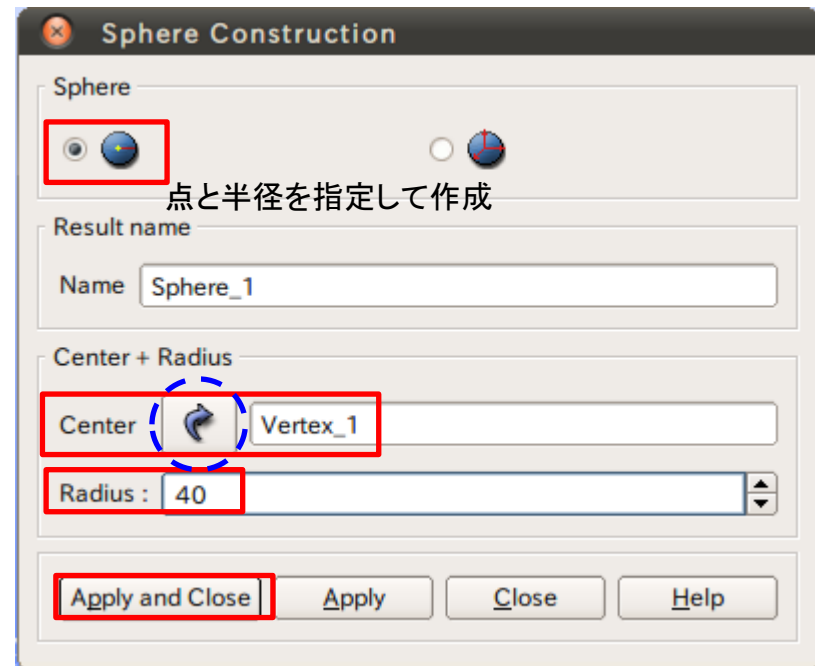 Sphere Construction
Sphere
点と半径を指定して作成
Result name
Name Sphere_1
Center + Radius
Center Vertex_1
Radius : 40
Apply and Close Apply Close Help